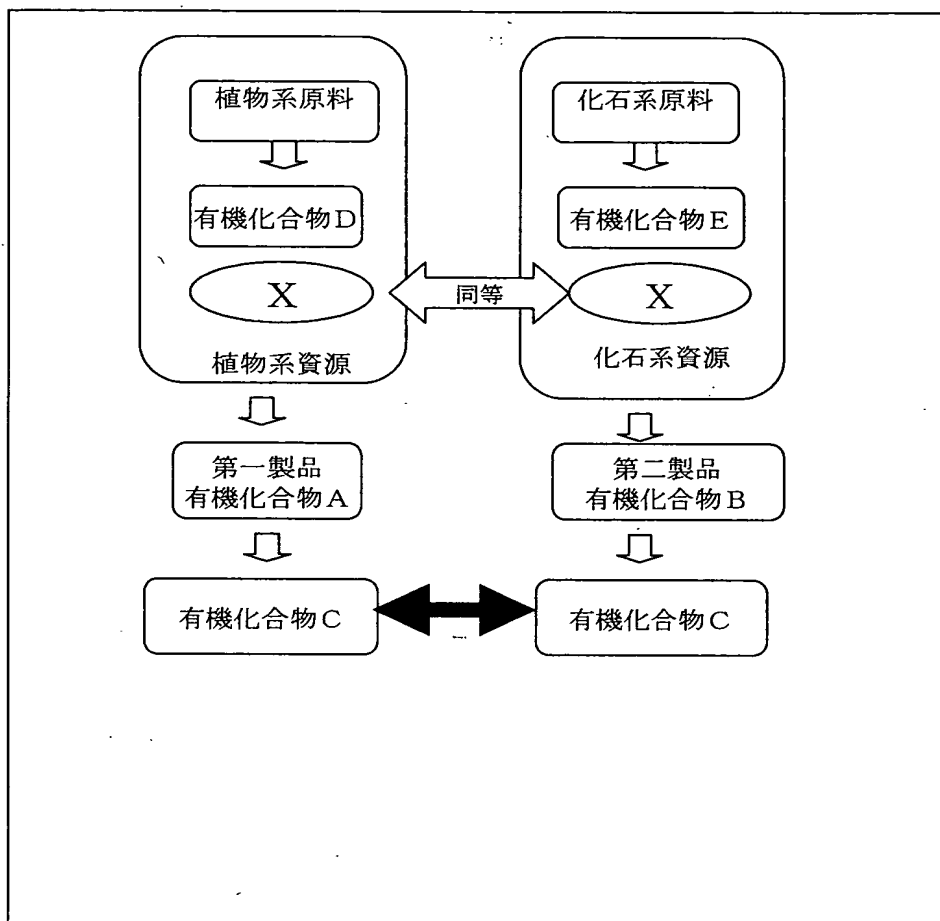 植物系原料
有機化合物D
X
植物系資源
第一製品
有機化合物A
有機化合物C
同等
化石系原料
有機化合物E
X
化石系資源
第二製品
有機化合物B
有機化合物C